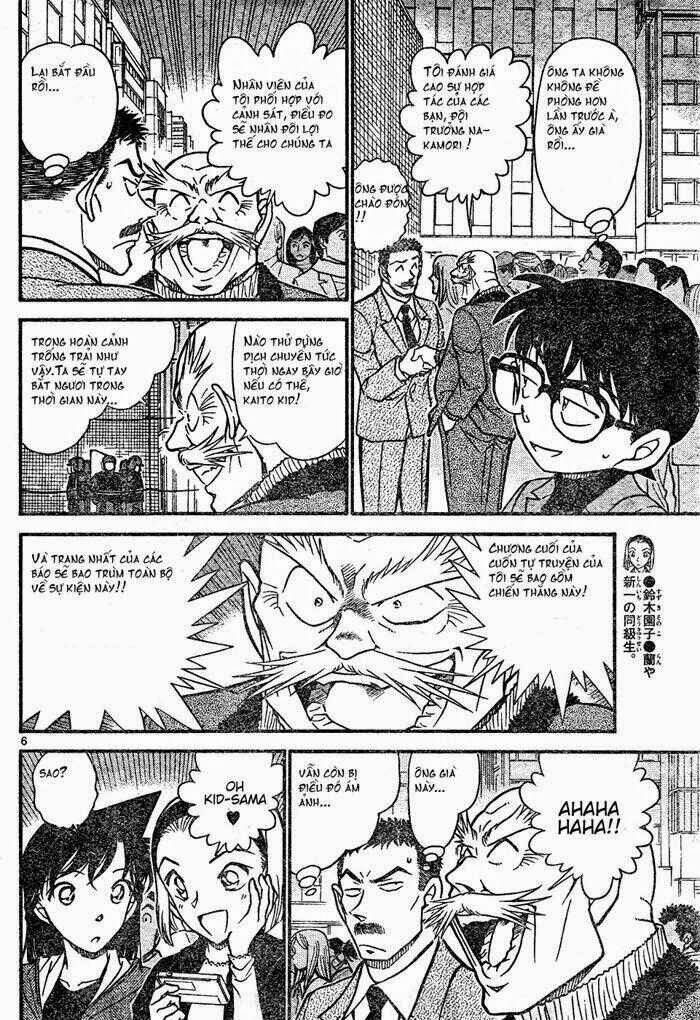 ÔNG TA KHÔNG
KHÔNG ĐỀ
PHÒNG HƠN
LẦN TRƯỚC À,
ÔNG ẤY GIÀ
RỒI...
TÔI ĐÁNH GIÁ
CAO SỰ HỢP
TÁC CỦA CÁC
BẠN, ĐỘI
TRƯỞNG NA-
KAMORI!
ÔNG ĐƯỢC
CHÀO ĐÓN!!
NHÂN VIÊN CỦA
TÔI PHỐI HỢP VỚI
CẢNH SÁT, ĐIỀU ĐÓ
SẼ NHÂN ĐÔI LỢI
THẾ CHO CHÚNG TA
LẠI BẮT ĐẦU
RỒI...
NÀO THỬ DỤNG
DỊCH CHUYỂN TỨC
THỜI NGAY BÂY GIỜ
NẾU CÓ THỂ,
KAITO KID!
TRONG HOÀN CẢNH
TRỐNG TRẢI NHƯ
VẬY.TA SẼ TỰ TAY
BẮT NGƯƠI TRONG
THỜI GIAN NÀY...
CHƯƠNG CUỐI CỦA
CUỐN TỰ TRUYỆN CỦA
TÔI SẼ BAO GỒM
CHIẾN THẮNG NÀY!
VÀ TRANG NHẤT CỦA CÁC
BÁO SẼ BAO TRÙM TOÀN BỘ
VỀ SỰ KIỆN NÀY!!
●鈴木園子●蘭や
新一の同級生。
6
AHAHA
HAHA!!
ÔNG GIÀ
NÀY...
VẪN CÒN BỊ
ĐIỀU ĐÓ ÁM
ẢNH...
OH
KID-SAMA
♥
SAO?